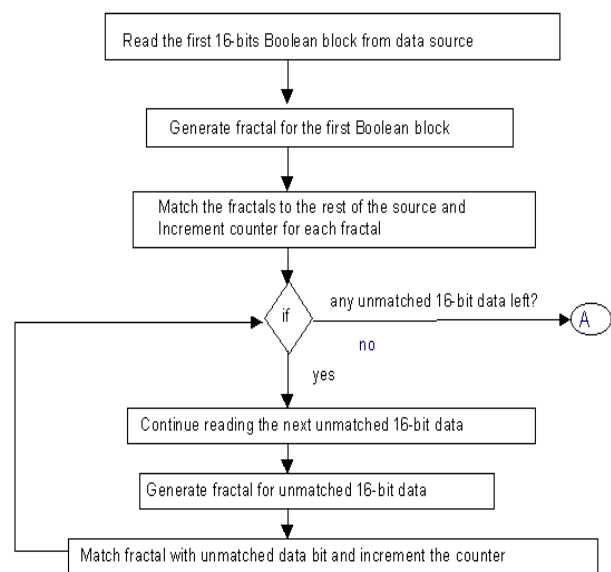 Read the first 16-bits Boolean block from data source
Generate fractal for the first Boolean block
Match the fractals to the rest of the source and
Increment counter for each fractal
if
any unmatched 16-bit data left?
A
no
yes
Continue reading the next unmatched 16-bit data
Generate fractal for unmatched 16-bit data
Match fractal with unmatched data bit and increment the counter